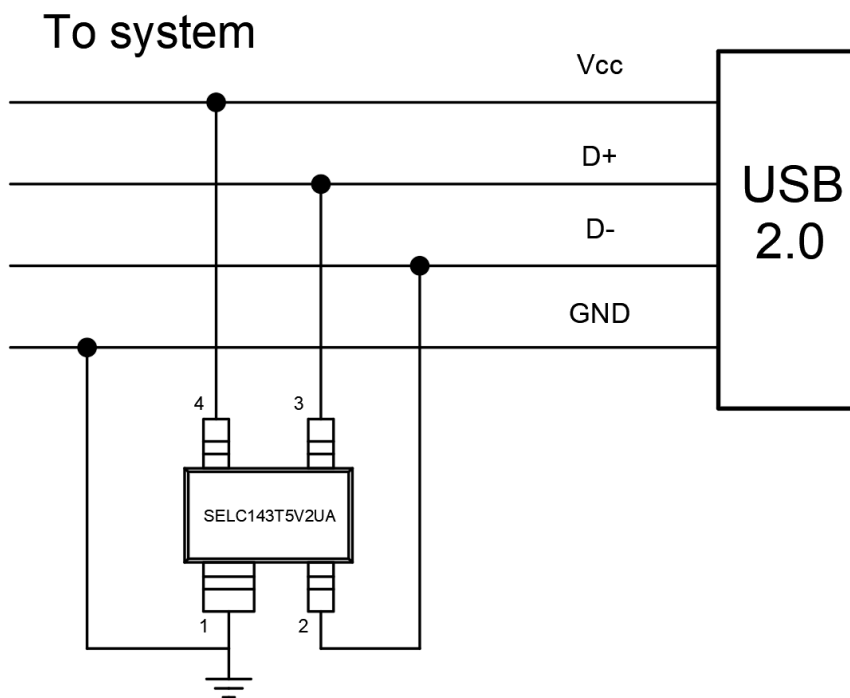 To system
Vcc
D+
D-
GND
USB
2.0
4
3
SELC143T5V2UA
1
2